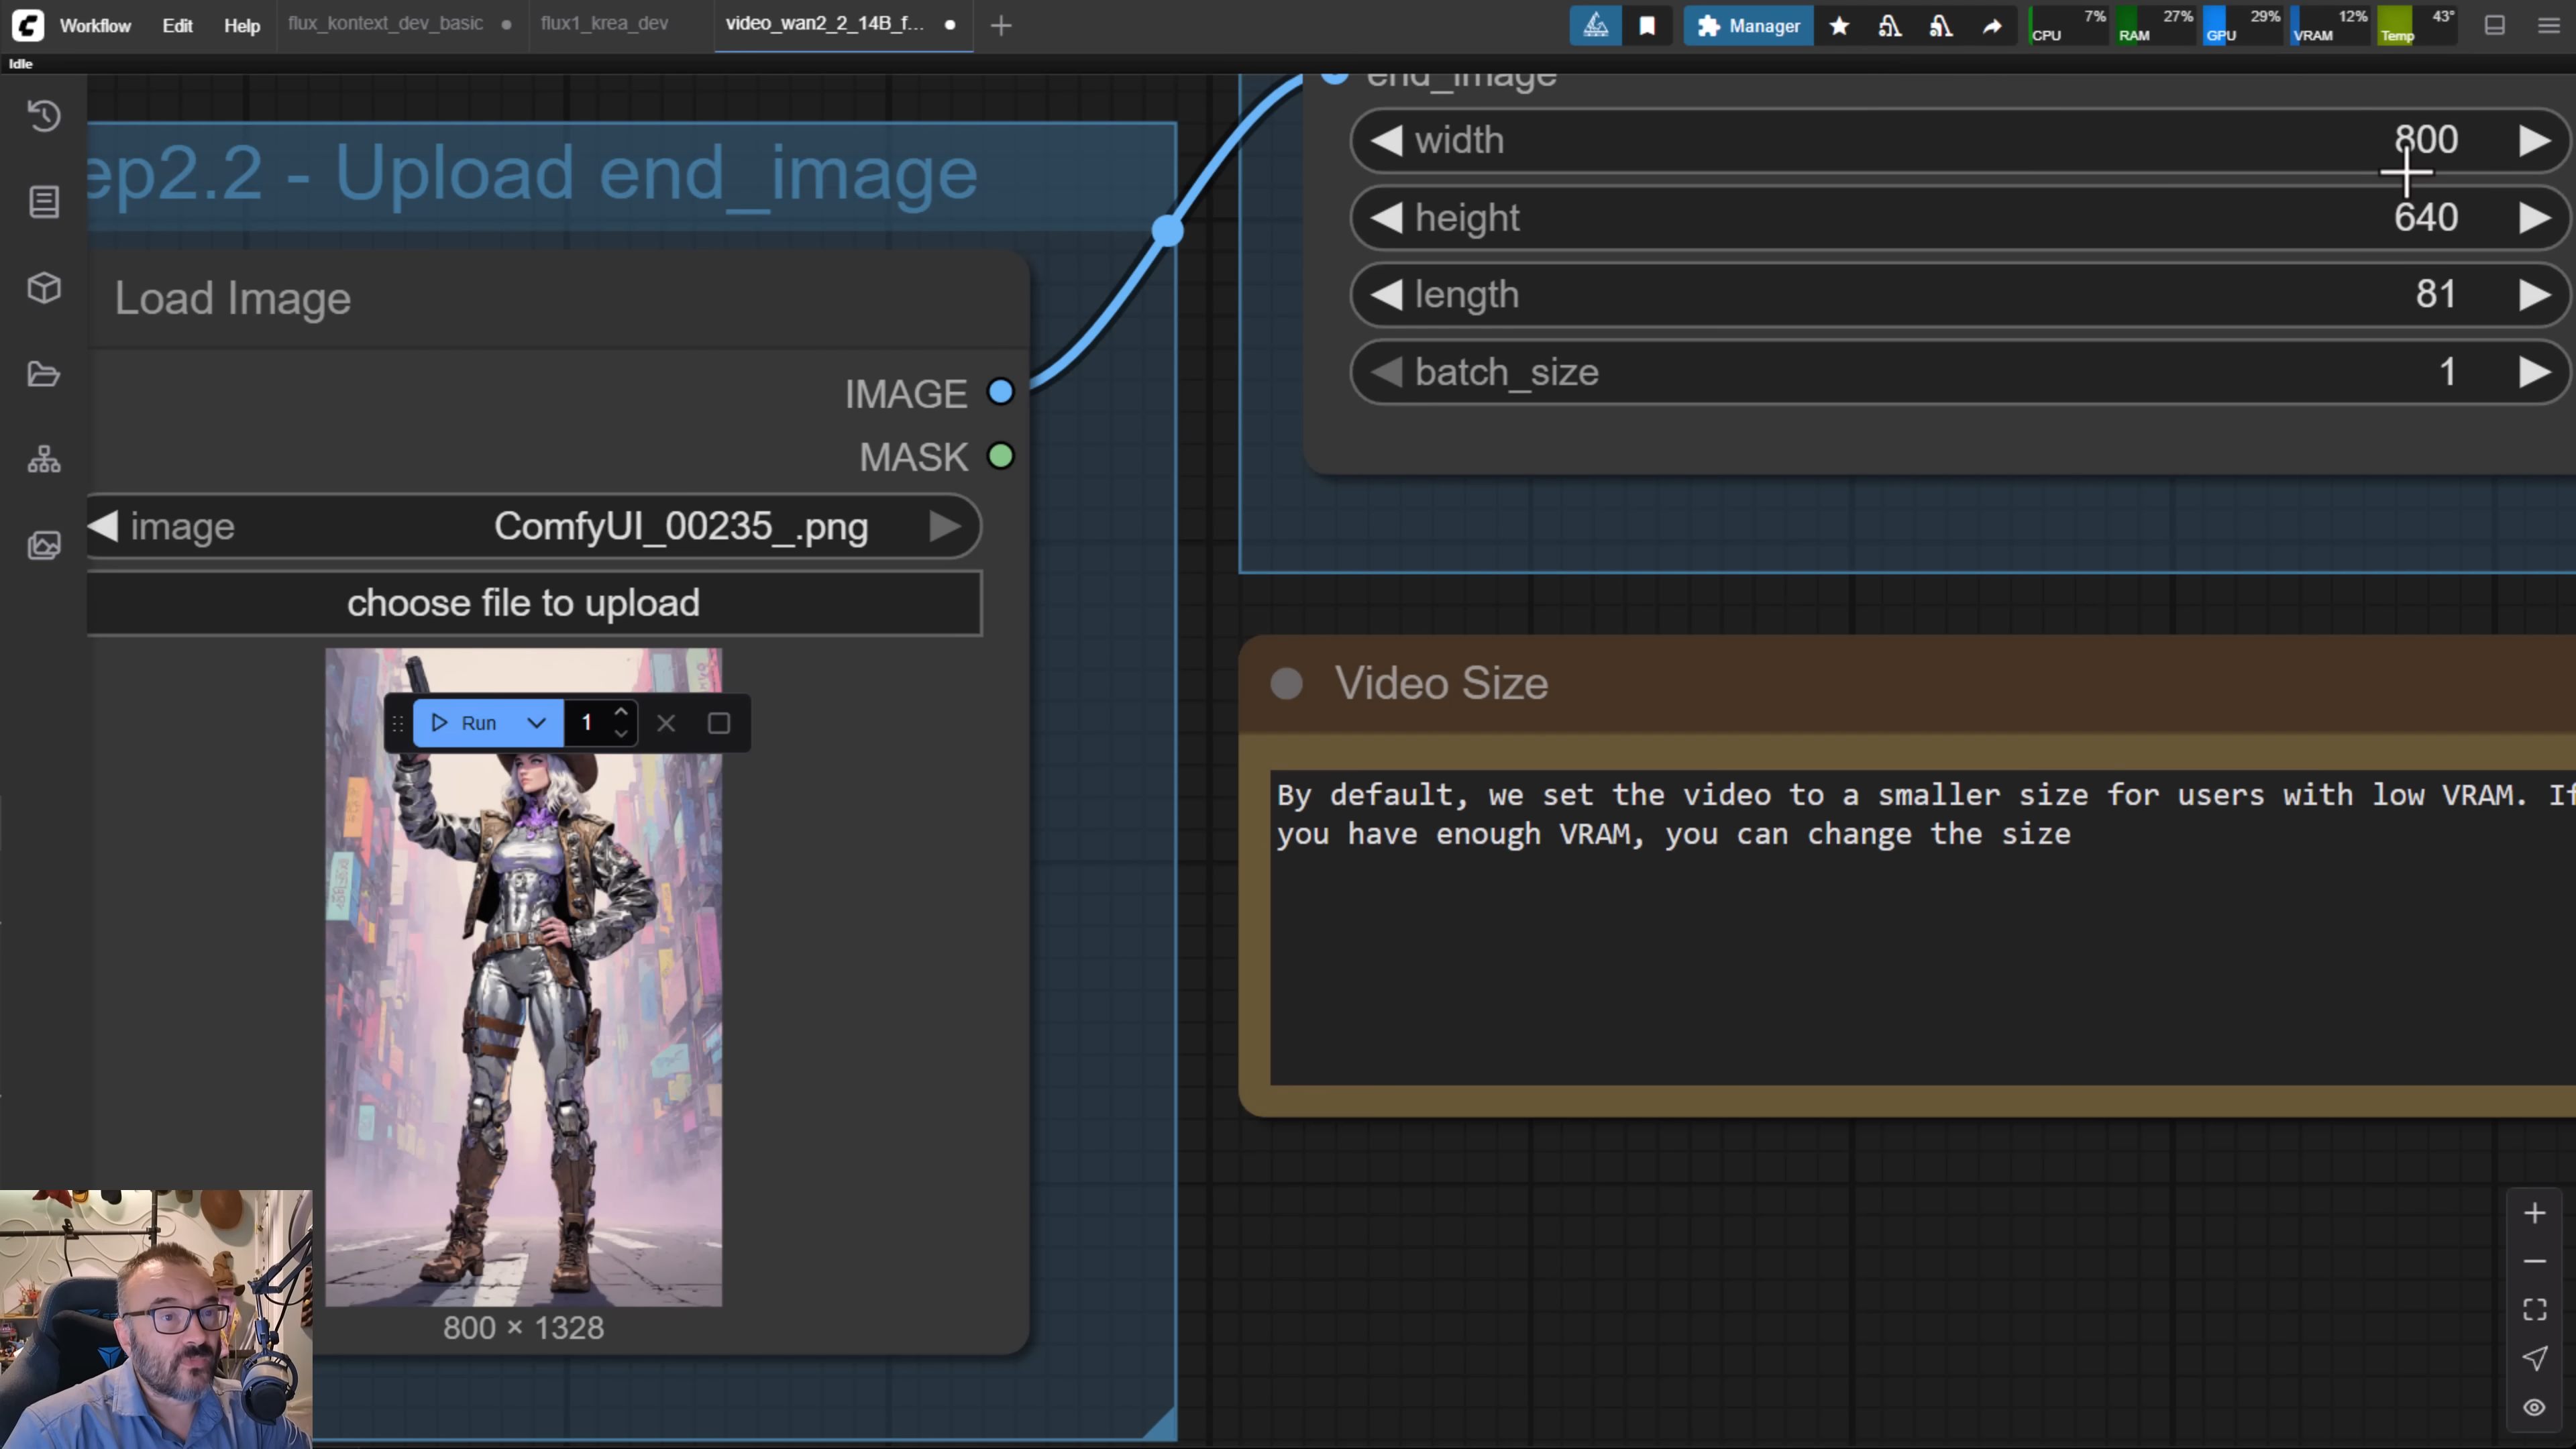 Workflow Edit Help flux_kontext_dev_basic flux1_krea_dev video_wan2_2_14B_f... Manager CPU 7% RAM 27% GPU 29% VRAM 12% Temp 43°
Idle
ep2.2 - Upload end_image
Load Image
IMAGE
MASK
image ComfyUI_00235_.png
choose file to upload
Run 1
800 × 1328
end_image
width 800
height 640
length 81
batch_size 1
Video Size
By default, we set the video to a smaller size for users with low VRAM. If
you have enough VRAM, you can change the size